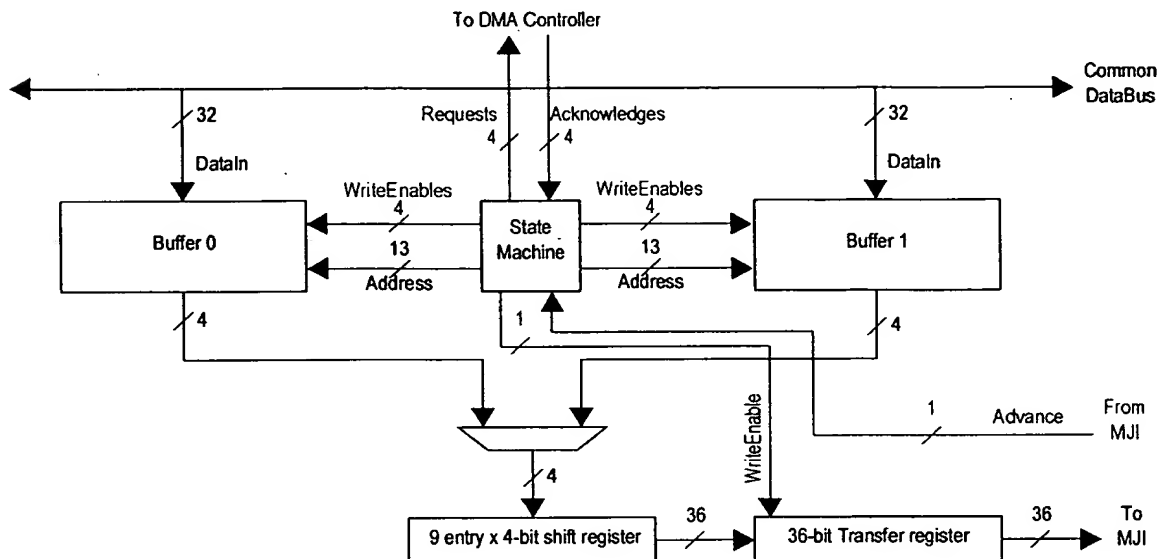 To DMA Controller
Common
DataBus
32
Requests
4
Acknowledges
4
32
DataIn
DataIn
WriteEnables
4
WriteEnables
4
State
Machine
Buffer 0
Buffer 1
13
Address
13
Address
4
1
4
WriteEnable
1
Advance
From
MJI
4
9 entry x 4-bit shift register
36
36-bit Transfer register
36
To
MJI